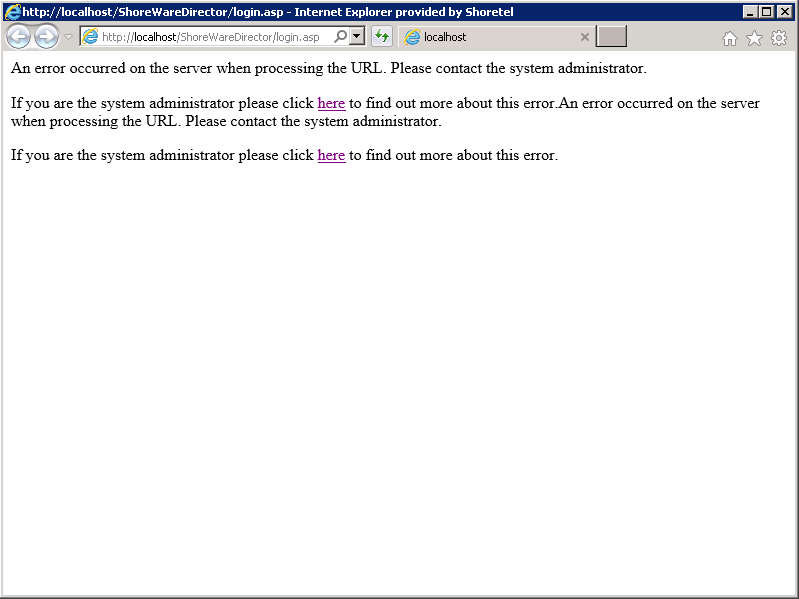 http://localhost/ShoreWareDirector/login.asp - Internet Explorer provided by Shoretel
http://localhost/ShoreWareDirector/login.asp
localhost
An error occurred on the server when processing the URL. Please contact the system administrator.
If you are the system administrator please click here to find out more about this error.An error occurred on the server
when processing the URL. Please contact the system administrator.
If you are the system administrator please click here to find out more about this error.